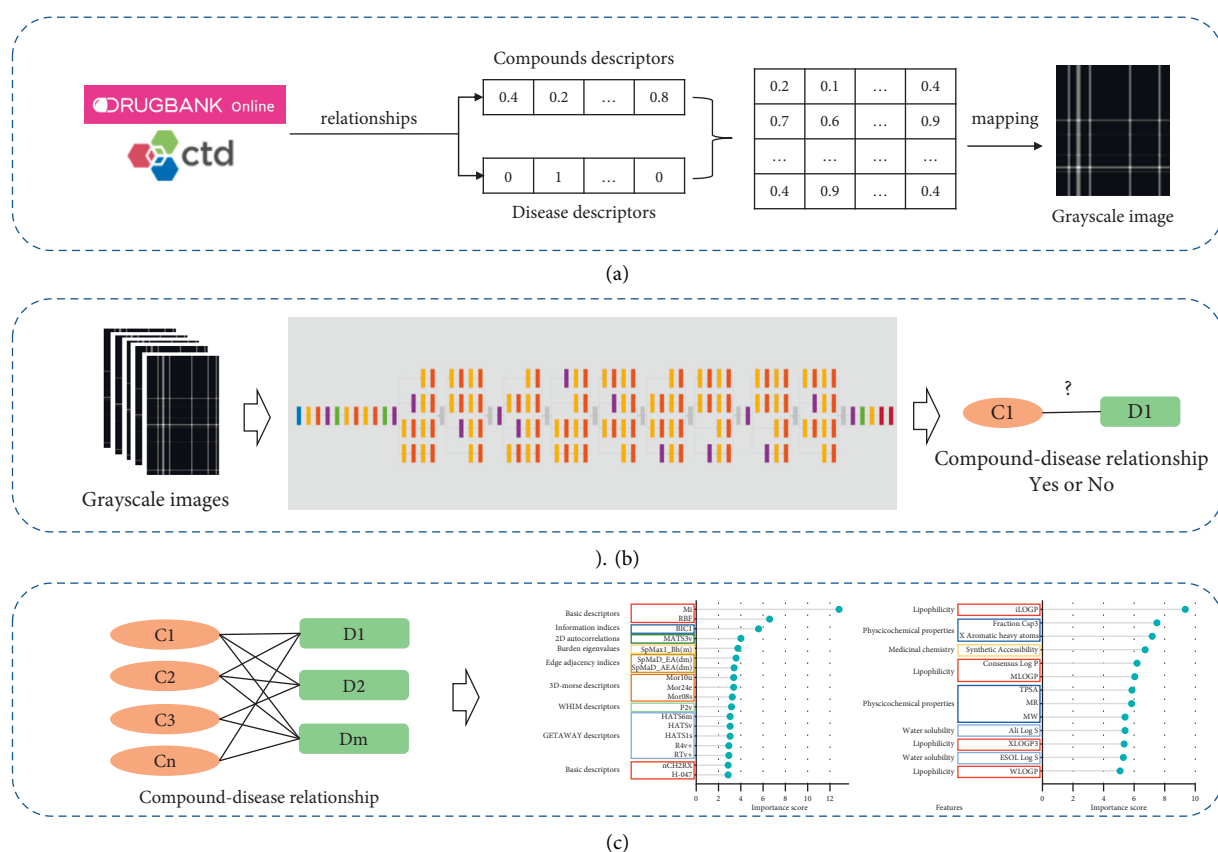 DRUGBANK Online
ctd
relationships
Compounds descriptors
0.4 0.2 … 0.8
0 1 … 0
Disease descriptors
0.2 0.1 … 0.4
0.7 0.6 … 0.9
… … … …
0.4 0.9 … 0.4
mapping
Grayscale image
(a)
Grayscale images
?
C1 D1
Compound-disease relationship
Yes or No
). (b)
C1 D1
C2 D2
C3
Cn Dm
Compound-disease relationship
Basic descriptors
Information indices
2D autocorrelations
Burden eigenvalues
Edge adjacency indices
3D-morse descriptors
WHIM descriptors
GETAWAY descriptors
Basic descriptors
Mi
RBF
BIC1
MATS3v
SpMax1_Bh(m)
SpMaD_EA(dm)
SpMaD_AEA(dm)
Mor10u
Mor24e
Mor08s
P2v
HATS6m
HATSv
HATS1s
R4v+
RTv+
nCH2RX
H-047
0 2 4 6 8 10 12
Importance score
Lipophilicity
Physcicochemical properties
Medicinal chemistry
Lipophilicity
Physcicochemical properties
Water solubility
Lipophilicity
Water solubility
Lipophilicity
iLOGP
Fraction Csp3
X Aromatic heavy atoms
Synthetic Accessibility
Consensus Log P
MLOGP
TPSA
MR
MW
Ali Log S
XLOGP3
ESOL Log S
WLOGP
0 2 4 6 8 10
Features
Importance score
(c)